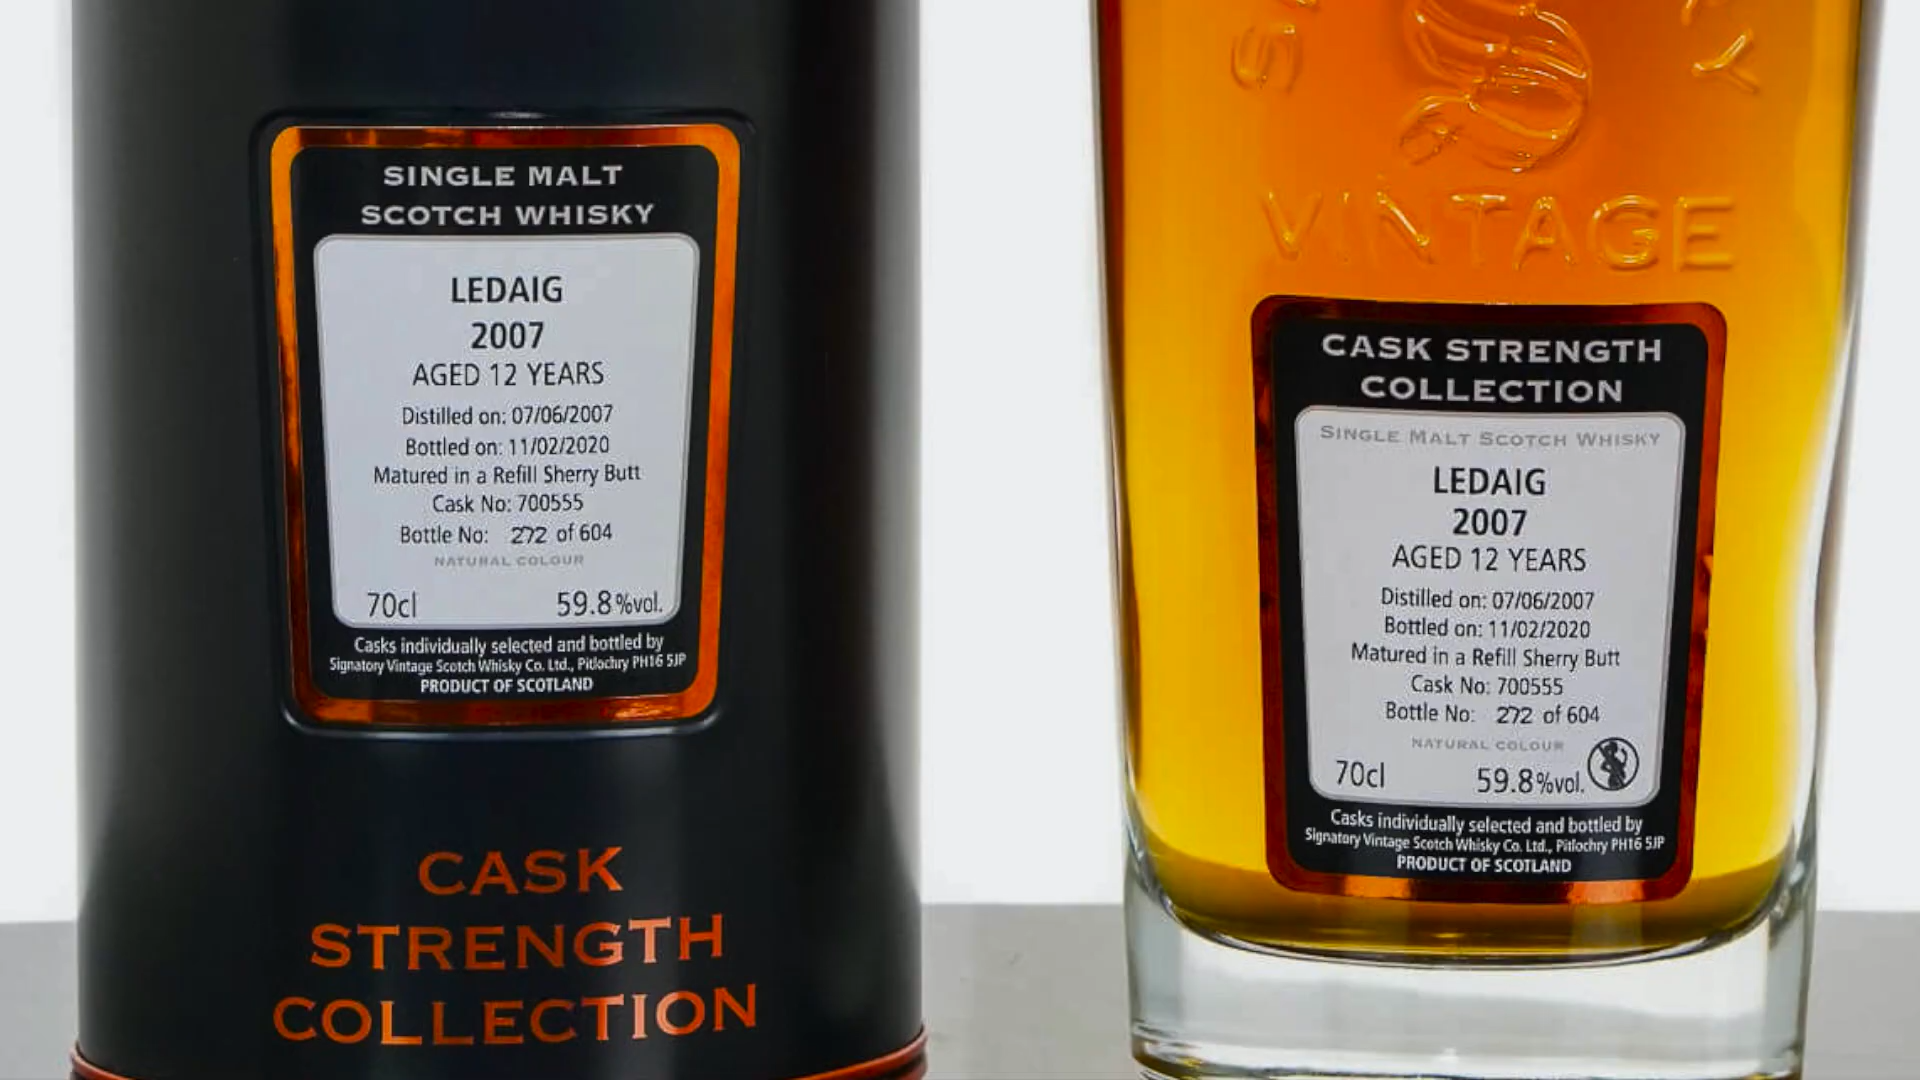 SINGLE MALT
SCOTCH WHISKY
LEDAIG
2007
AGED 12 YEARS
Distilled on: 07/06/2007
Bottled on: 11/02/2020
Matured in a Refill Sherry Butt
Cask No: 700555
Bottle No: 272 of 604
NATURAL COLOUR
70cl 59.8%vol.
Casks individually selected and bottled by
Signatory Vintage Scotch Whisky Co. Ltd., Pitlochry PH16 5JP
PRODUCT OF SCOTLAND
CASK
STRENGTH
COLLECTION
VINTAGE
CASK STRENGTH
COLLECTION
SINGLE MALT SCOTCH WHISKY
LEDAIG
2007
AGED 12 YEARS
Distilled on: 07/06/2007
Bottled on: 11/02/2020
Matured in a Refill Sherry Butt
Cask No: 700555
Bottle No: 272 of 604
NATURAL COLOUR
70cl 59.8%vol.
Casks individually selected and bottled by
Signatory Vintage Scotch Whisky Co. Ltd., Pitlochry PH16 5JP
PRODUCT OF SCOTLAND